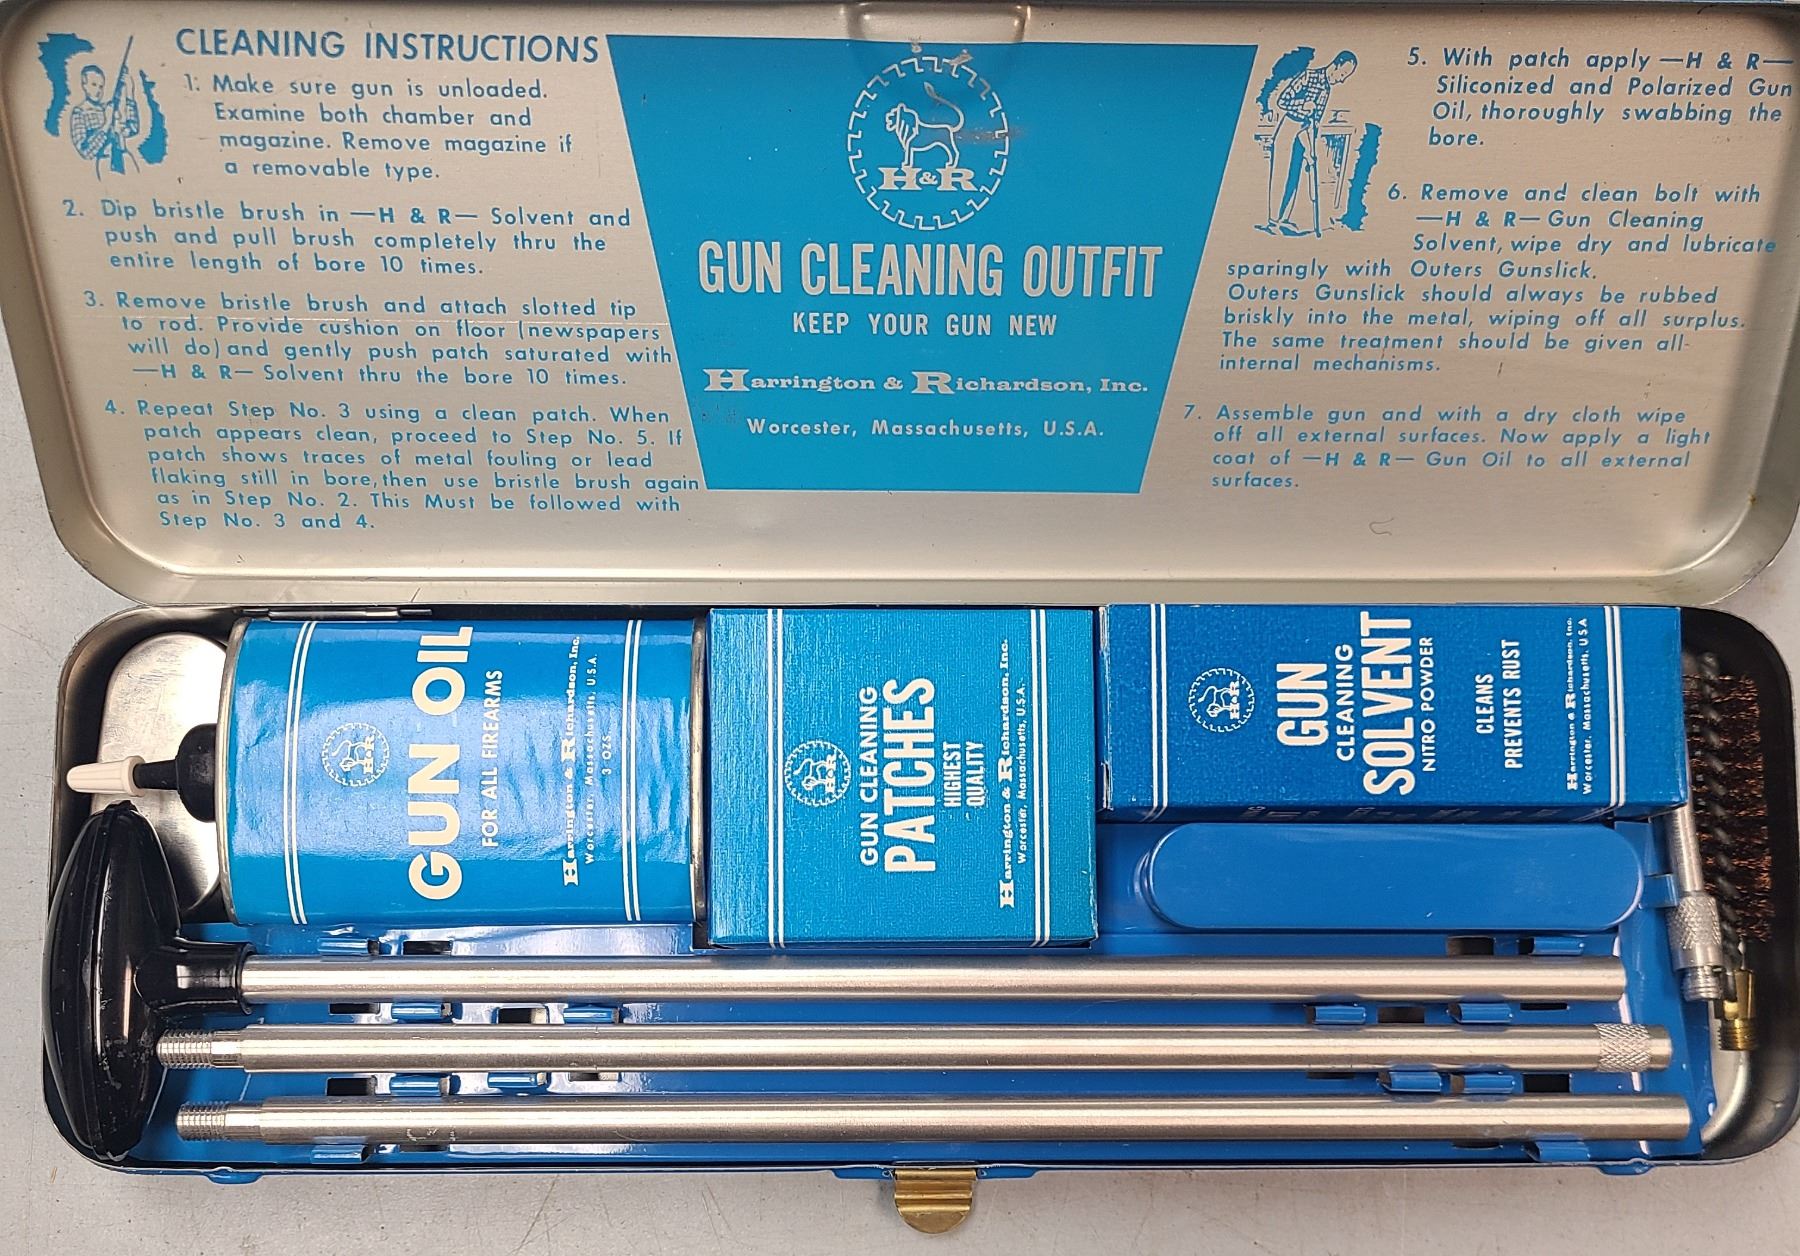 CLEANING INSTRUCTIONS
1. Make sure gun is unloaded.
Examine both chamber and
magazine. Remove magazine if
a removable type.
2. Dip bristle brush in —H & R— Solvent and
push and pull brush completely thru the
entire length of bore 10 times.
3. Remove bristle brush and attach slotted tip
to rod. Provide cushion on floor (newspapers
will do) and gently push patch saturated with
—H & R— Solvent thru the bore 10 times.
4. Repeat Step No. 3 using a clean patch. When
patch appears clean, proceed to Step No. 5. If
patch shows traces of metal fouling or lead
flaking still in bore, then use bristle brush again
as in Step No. 2. This Must be followed with
Step No. 3 and 4.
H&R
GUN CLEANING OUTFIT
KEEP YOUR GUN NEW
Harrington & Richardson, Inc.
Worcester, Massachusetts, U.S.A.
5. With patch apply —H & R—
Siliconized and Polarized Gun
Oil, thoroughly swabbing the
bore.
6. Remove and clean bolt with
—H & R— Gun Cleaning
Solvent, wipe dry and lubricate
sparingly with Outers Gunslick.
Outers Gunslick should always be rubbed
briskly into the metal, wiping off all surplus.
The same treatment should be given all-
internal mechanisms.
7. Assemble gun and with a dry cloth wipe
off all external surfaces. Now apply a light
coat of —H & R— Gun Oil to all external
surfaces.
H&R
GUN OIL
FOR ALL FIREARMS
Harrington & Richardson, Inc.
Worcester, Massachusetts, U.S.A.
3 OZS.
H&R
GUN CLEANING
PATCHES
HIGHEST
QUALITY
Harrington & Richardson, Inc.
Worcester, Massachusetts, U.S.A.
H&R
GUN
CLEANING
SOLVENT
NITRO POWDER
CLEANS
PREVENTS RUST
Harrington & Richardson, Inc.
Worcester, Massachusetts, U.S.A